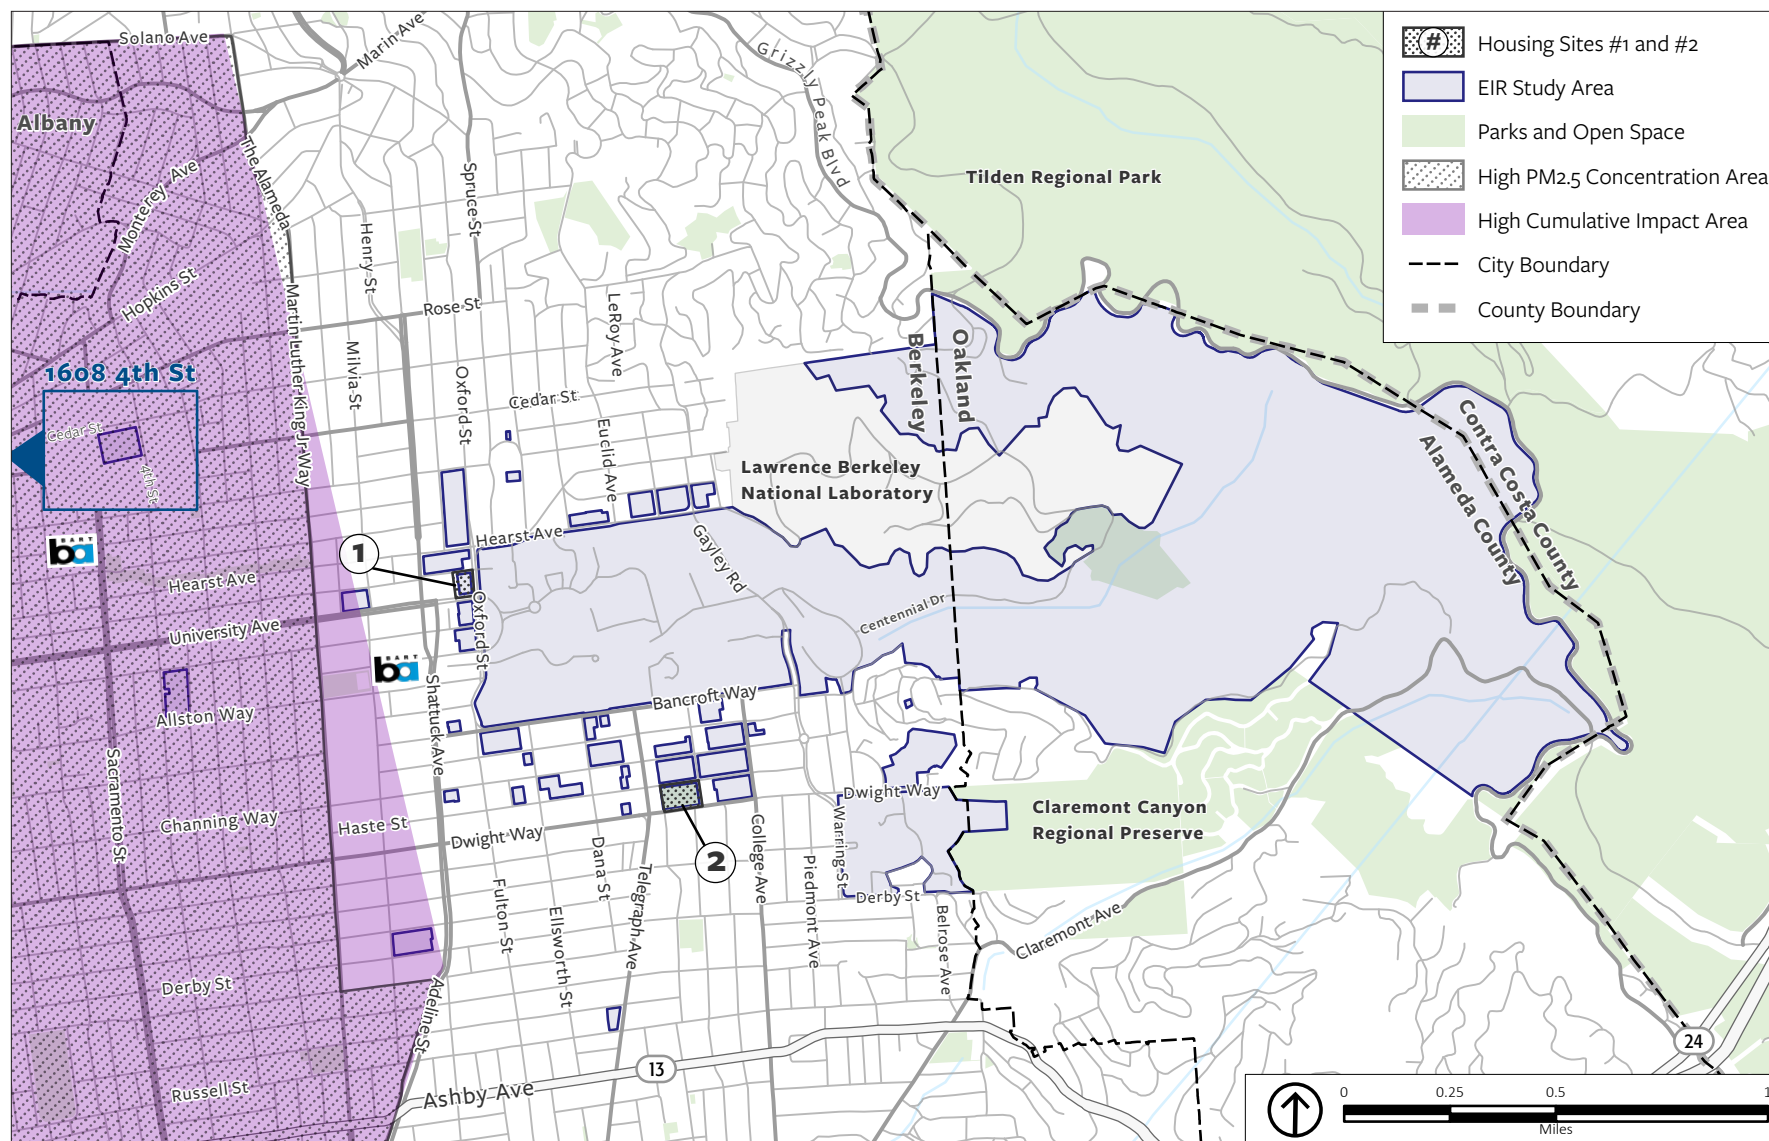 Solano Ave
Marin Ave
Grizzly Peak Blvd
Albany
The Alameda
Monterey Ave
Spruce St
Henry St
Hopkins St
Rose St
LeRoy Ave
Martin Luther King Jr Way
Milvia St
Oxford St
Cedar St
Euclid Ave
1608 4th St
Cedar St
4th St
Tilden Regional Park
Berkeley
Oakland
Lawrence Berkeley
National Laboratory
Contra Costa County
Alameda County
BART
ba
Hearst Ave
Hearst Ave
Gayley Rd
1
Oxford St
Centennial Dr
University Ave
BART
ba
Shattuck Ave
Bancroft Way
Allston Way
Sacramento St
Channing Way
Haste St
Dwight Way
Dwight Way
2
Dana St
Telegraph Ave
College Ave
Piedmont Ave
Warring St
Claremont Canyon
Regional Preserve
Derby St
Belrose Ave
Claremont Ave
Fulton St
Ellsworth St
Derby St
Adeline St
Russell St
Ashby Ave
13
24
# Housing Sites #1 and #2
EIR Study Area
Parks and Open Space
High PM2.5 Concentration Area
High Cumulative Impact Area
City Boundary
County Boundary
0 0.25 0.5 1
Miles